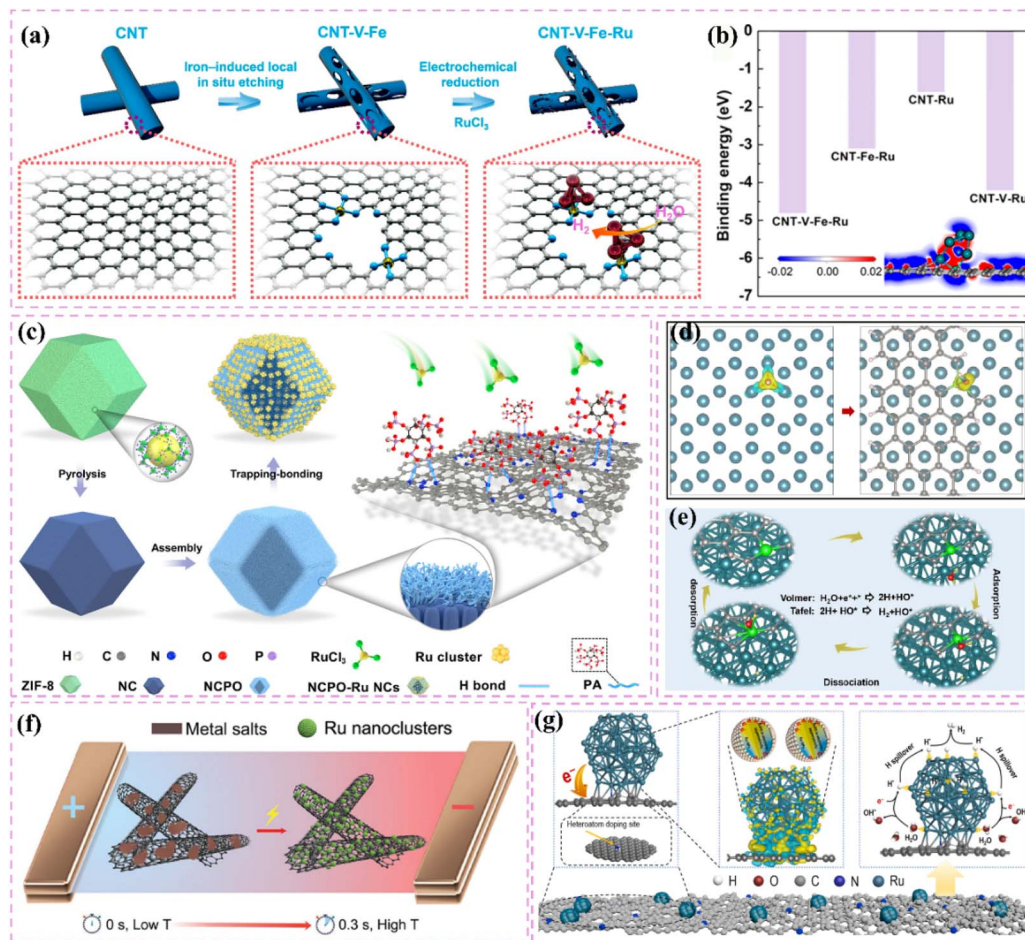 (a)
CNT
CNT-V-Fe
CNT-V-Fe-Ru
Iron–induced local
in situ etching
Electrochemical
reduction
RuCl3
H2O
H2
(b)
Binding energy (eV)
0
-1
-2
-3
-4
-5
-6
-7
CNT-Ru
CNT-Fe-Ru
CNT-V-Ru
CNT-V-Fe-Ru
-0.02 0.00 0.02
(c)
Pyrolysis
Trapping-bonding
Assembly
H C N O P RuCl3 Ru cluster
ZIF-8 NC NCPO NCPO-Ru NCs H bond PA
(d)
(e)
desorption
Adsorption
Volmer: H2O+e*+* ⇨ 2H+HO*
Tafel: 2H+ HO* ⇨ H2+HO*
Dissociation
(f)
Metal salts Ru nanoclusters
+
−
0 s, Low T 0.3 s, High T
(g)
e-
Heteroatom doping site
H2
H* H*
H spillover H spillover
H* H*
e- e-
OH- OH-
H2O H2O
H O C N Ru